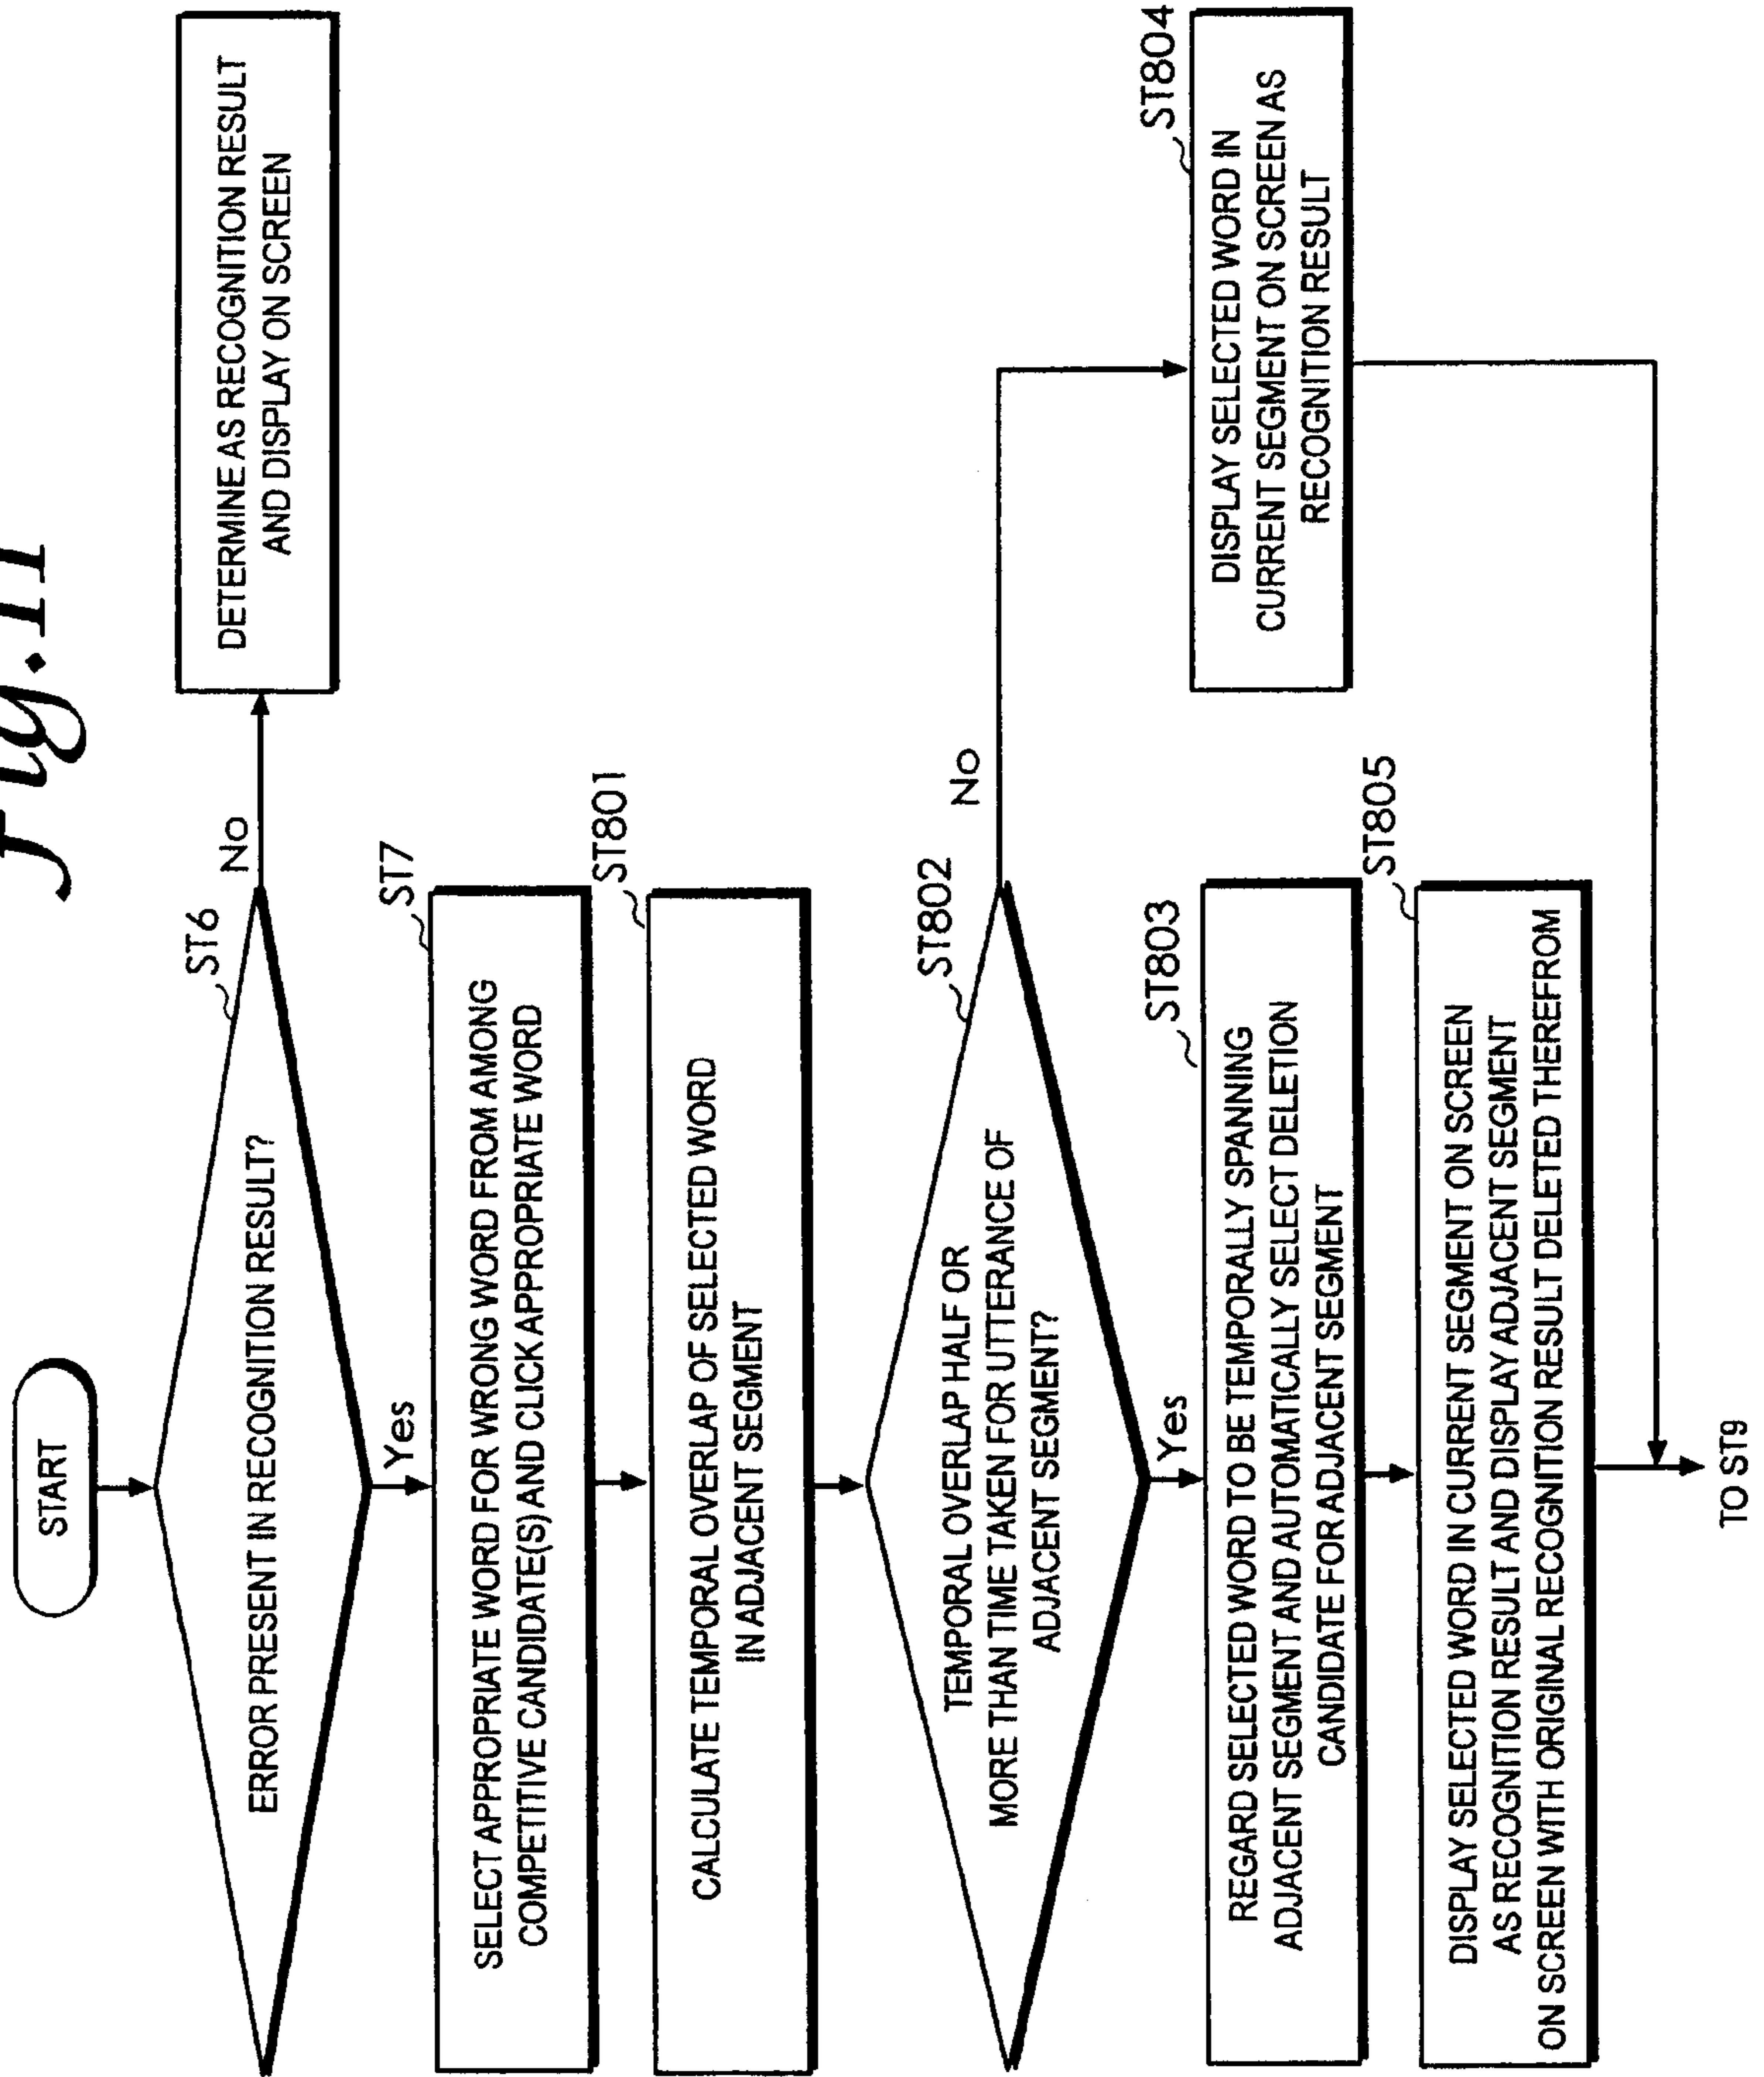 Fig.11
START
ST6
ERROR PRESENT IN RECOGNITION RESULT?
No
DETERMINE AS RECOGNITION RESULT
AND DISPLAY ON SCREEN
Yes
ST7
SELECT APPROPRIATE WORD FOR WRONG WORD FROM AMONG
COMPETITIVE CANDIDATE(S) AND CLICK APPROPRIATE WORD
ST801
CALCULATE TEMPORAL OVERLAP OF SELECTED WORD
IN ADJACENT SEGMENT
ST802
TEMPORAL OVERLAP HALF OR
MORE THAN TIME TAKEN FOR UTTERANCE OF
ADJACENT SEGMENT?
No
Yes
ST803
REGARD SELECTED WORD TO BE TEMPORALLY SPANNING
ADJACENT SEGMENT AND AUTOMATICALLY SELECT DELETION
CANDIDATE FOR ADJACENT SEGMENT
ST804
DISPLAY SELECTED WORD IN
CURRENT SEGMENT ON SCREEN AS
RECOGNITION RESULT
ST805
DISPLAY SELECTED WORD IN CURRENT SEGMENT ON SCREEN
AS RECOGNITION RESULT AND DISPLAY ADJACENT SEGMENT
ON SCREEN WITH ORIGINAL RECOGNITION RESULT DELETED THEREFROM
TO ST9